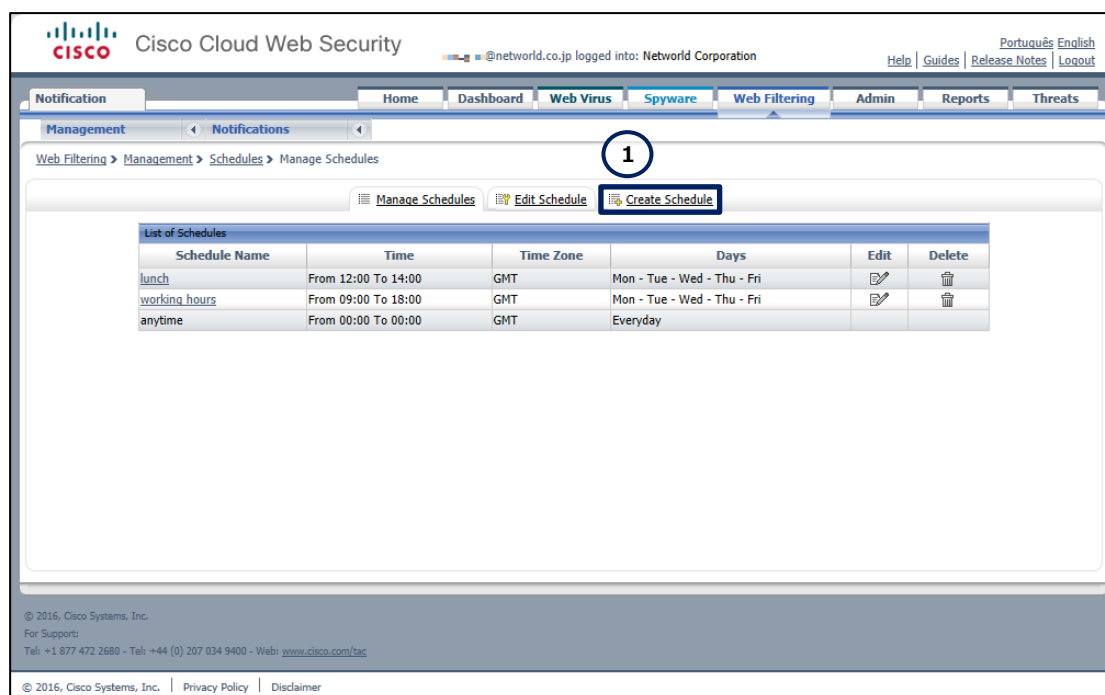 CISCO Cisco Cloud Web Security
@networld.co.jp logged into: Networld Corporation
Português English
Help | Guides | Release Notes | Logout
Notification Home Dashboard Web Virus Spyware Web Filtering Admin Reports Threats
Management Notifications
Web Filtering > Management > Schedules > Manage Schedules
1
Manage Schedules Edit Schedule Create Schedule
List of Schedules
Schedule Name Time Time Zone Days Edit Delete
lunch From 12:00 To 14:00 GMT Mon - Tue - Wed - Thu - Fri
working hours From 09:00 To 18:00 GMT Mon - Tue - Wed - Thu - Fri
anytime From 00:00 To 00:00 GMT Everyday
© 2016, Cisco Systems, Inc.
For Support:
Tel: +1 877 472 2680 - Tel: +44 (0) 207 034 9400 - Web: www.cisco.com/tac
© 2016, Cisco Systems, Inc. | Privacy Policy | Disclaimer